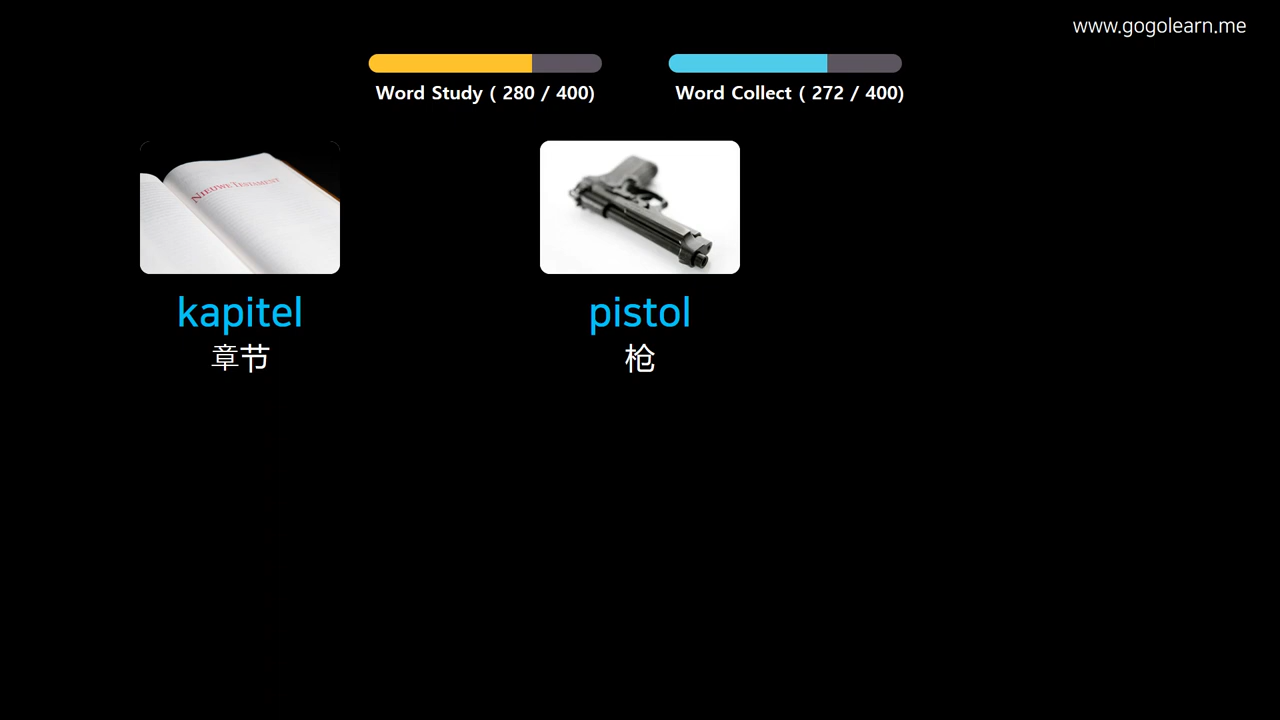 www.gogolearn.me
Word Study ( 280 / 400)
Word Collect ( 272 / 400)
NIEUWE TESTAMENT
kapitel
章节
pistol
枪